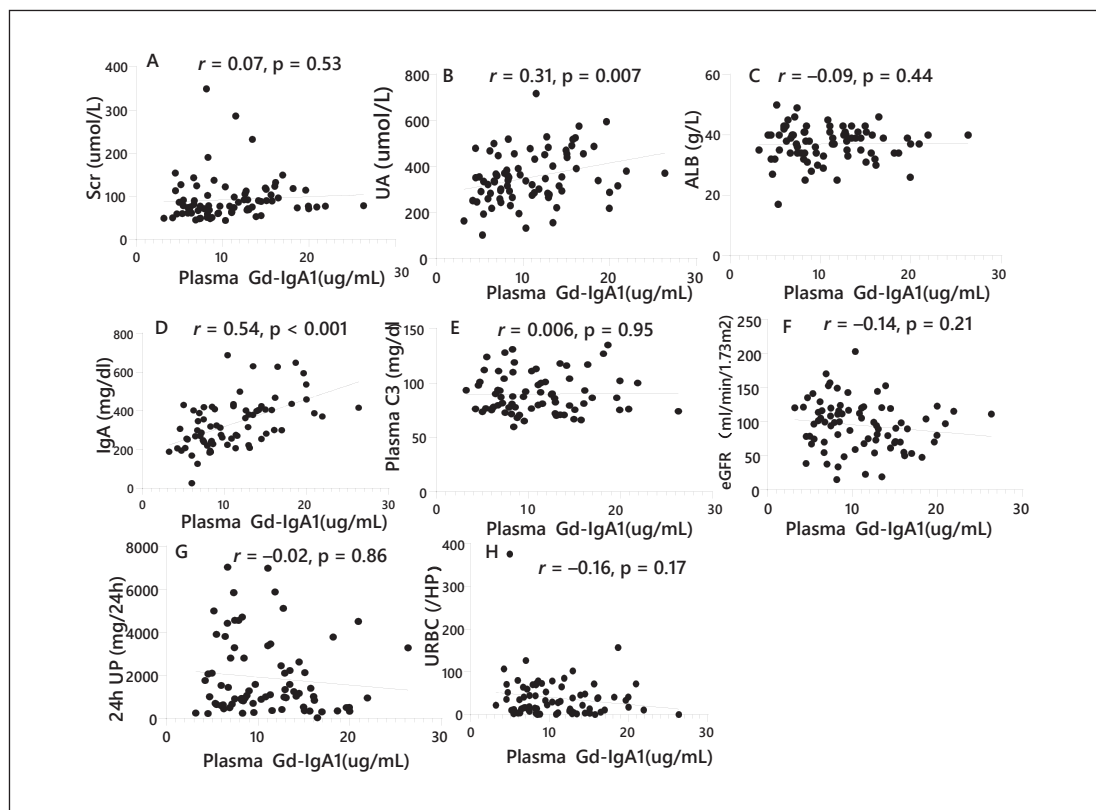 A
r = 0.07, p = 0.53
Scr (umol/L)
400
300
200
100
0
0
10
20
30
Plasma Gd-IgA1(ug/mL)
B
r = 0.31, p = 0.007
UA (umol/L)
800
600
400
200
0
0
10
20
30
Plasma Gd-IgA1(ug/mL)
C
r = –0.09, p = 0.44
ALB (g/L)
60
40
20
0
0
10
20
30
Plasma Gd-IgA1(ug/mL)
D
r = 0.54, p < 0.001
IgA (mg/dl)
800
600
400
200
0
0
10
20
30
Plasma Gd-IgA1(ug/mL)
E
r = 0.006, p = 0.95
Plasma C3 (mg/dl
150
100
50
0
0
10
20
30
Plasma Gd-IgA1(ug/mL)
F
r = –0.14, p = 0.21
eGFR (ml/min/1.73m2)
250
200
150
100
50
0
0
10
20
30
Plasma Gd-IgA1(ug/mL)
G
r = –0.02, p = 0.86
24h UP (mg/24h)
8000
6000
4000
2000
0
0
10
20
30
Plasma Gd-IgA1(ug/mL)
H
r = –0.16, p = 0.17
URBC (/HP)
400
300
200
100
0
0
10
20
30
Plasma Gd-IgA1(ug/mL)